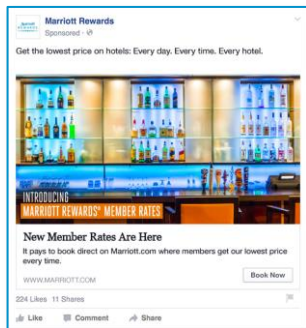 Marriott Rewards
Sponsored ·
Get the lowest price on hotels: Every day. Every time. Every hotel.
INTRODUCING
MARRIOTT REWARDS® MEMBER RATES
New Member Rates Are Here
It pays to book direct on Marriott.com where members get our lowest price
every time.
WWW.MARRIOTT.COM
Book Now
224 Likes 11 Shares
Like Comment Share